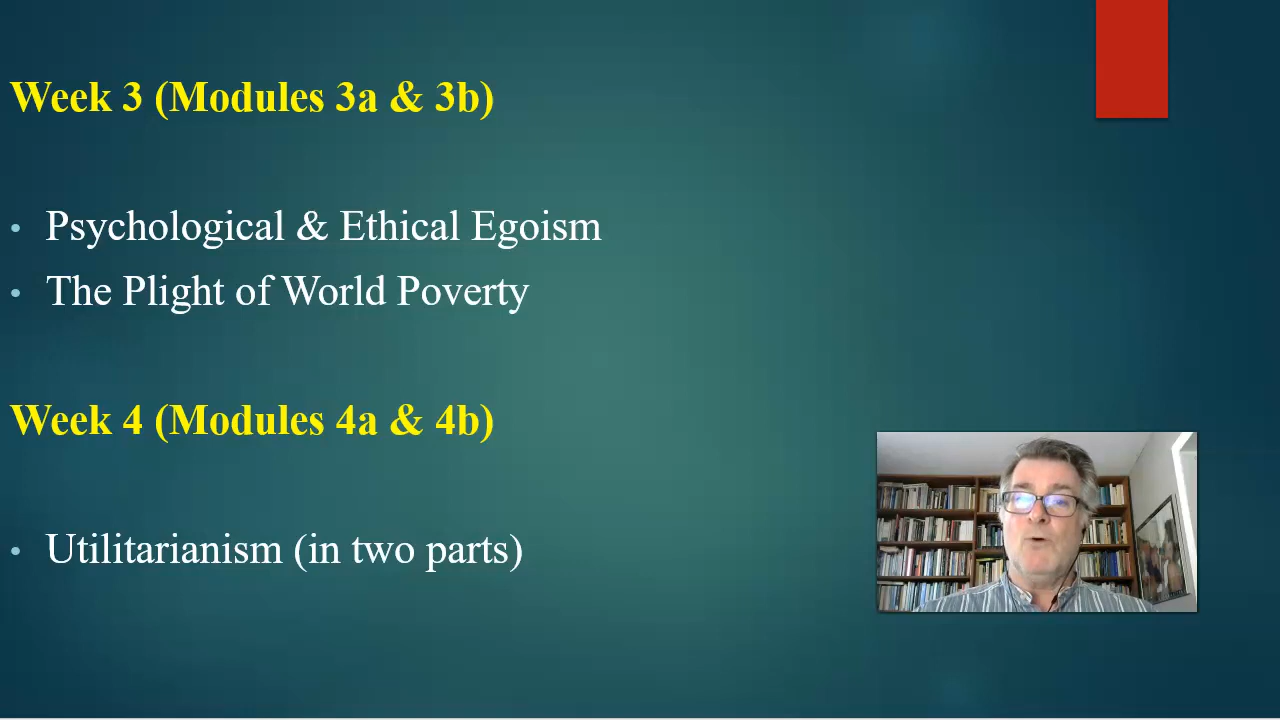 Week 3 (Modules 3a & 3b)
• Psychological & Ethical Egoism
• The Plight of World Poverty
Week 4 (Modules 4a & 4b)
• Utilitarianism (in two parts)